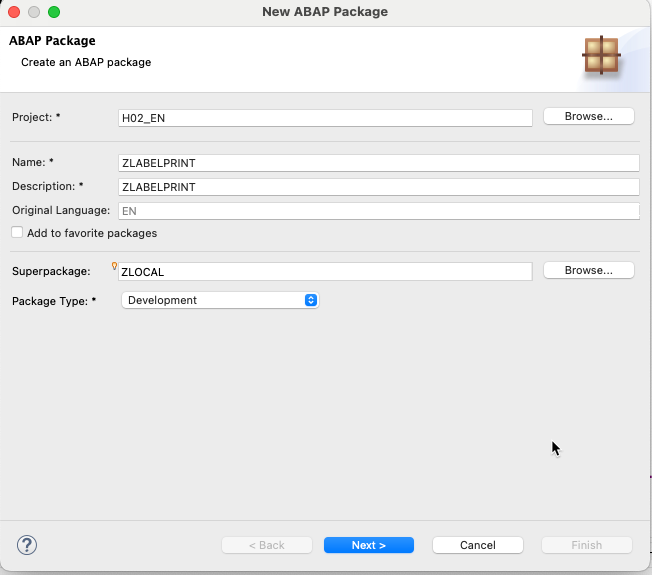 New ABAP Package
ABAP Package
Create an ABAP package
Project: * H02_EN Browse...
Name: * ZLABELPRINT
Description: * ZLABELPRINT
Original Language: EN
Add to favorite packages
Superpackage: ZLOCAL Browse...
Package Type: * Development
? < Back Next > Cancel Finish